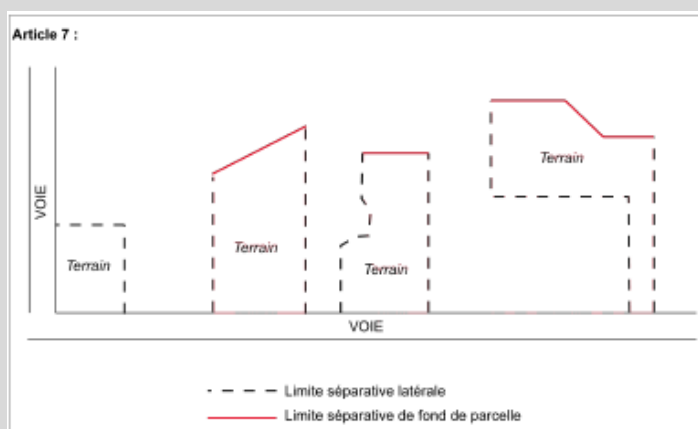 Article 7 :
Terrain
VOIE
Terrain
Terrain
Terrain
VOIE
Limite séparative latérale
Limite séparative de fond de parcelle